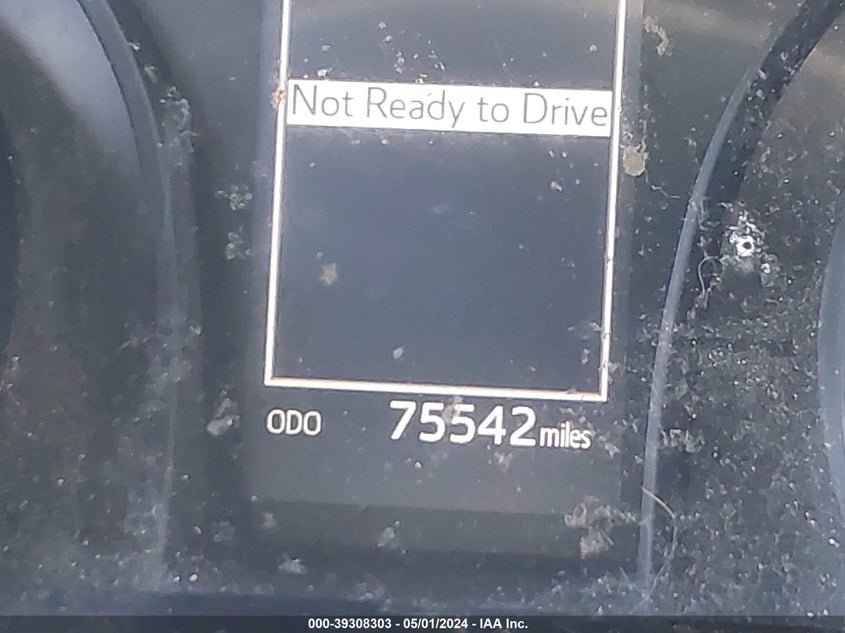 Not Ready to Drive
ODO 75542 miles
000-39308303 - 05/01/2024 - IAA Inc.